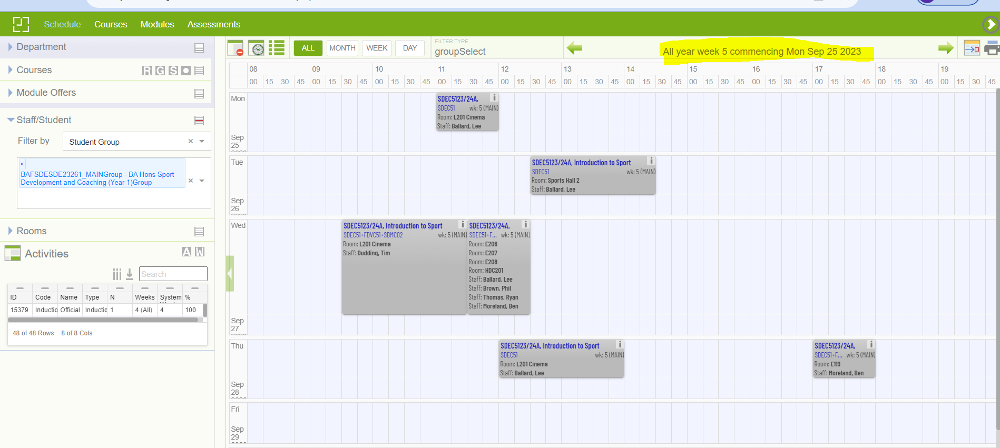 Schedule Courses Modules Assessments
Department
Courses R G S
Module Offers
Staff/Student
Filter by Student Group
BAFSDESDE23261_MAINGroup - BA Hons Sport
Development and Coaching (Year 1)Group
Rooms
Activities A W
Search
ID Code Name Type N Weeks System %
15379 Inductio Official Inductic 1 4 (All) 4 100
48 of 48 Rows 8 of 8 Cols
ALL MONTH WEEK DAY
FILTER TYPE
groupSelect
All year week 5 commencing Mon Sep 25 2023
08 09 10 11 12 13 14 15 16 17 18 19
00 15 30 45 00 15 30 45 00 15 30 45 00 15 30 45 00 15 30 45 00 15 30 45 00 15 30 45 00 15 30 45 00 15 30 45 00 15 30 45 00 15 30 45 00 15 30 45
Mon
Sep
25
SDEC5123/24A, i
SDEC51 wk: 5 (MAIN)
Room: L201 Cinema
Staff: Ballard, Lee
Tue
Sep
26
SDEC5123/24A, Introduction to Sport i
SDEC51 wk: 5 (MAIN)
Room: Sports Hall 2
Staff: Ballard, Lee
Wed
Sep
27
SDEC5123/24A, Introduction to Sport i
SDEC51+FDVC51+SBMC02 wk: 5 (MAIN)
Room: L201 Cinema
Staff: Dudding, Tim
SDEC5123/24A, i
SDEC51+F... wk: 5 (MAIN)
Room: E206
Room: E207
Room: E208
Room: HDC201
Staff: Ballard, Lee
Staff: Brown, Phil
Staff: Thomas, Ryan
Staff: Moreland, Ben
Thu
Sep
28
SDEC5123/24A, Introduction to Sport i
SDEC51 wk: 5 (MAIN)
Room: L201 Cinema
Staff: Ballard, Lee
SDEC5123/24A, i
SDEC51+F... wk: 5 (MAIN)
Room: E119
Staff: Moreland, Ben
Fri
Sep
29